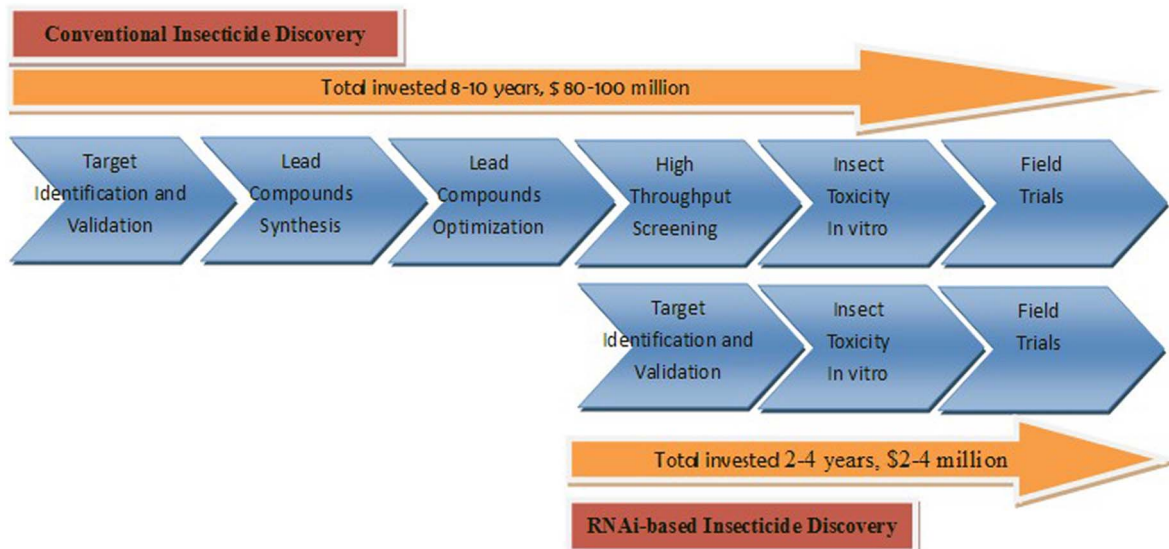 Conventional Insecticide Discovery
Total invested 8-10 years, $ 80-100 million
Target
Identification and
Validation
Lead
Compounds
Synthesis
Lead
Compounds
Optimization
High
Throughput
Screening
Insect
Toxicity
In vitro
Field
Trials
Target
Identification and
Validation
Insect
Toxicity
In vitro
Field
Trials
Total invested 2-4 years, $2-4 million
RNAi-based Insecticide Discovery